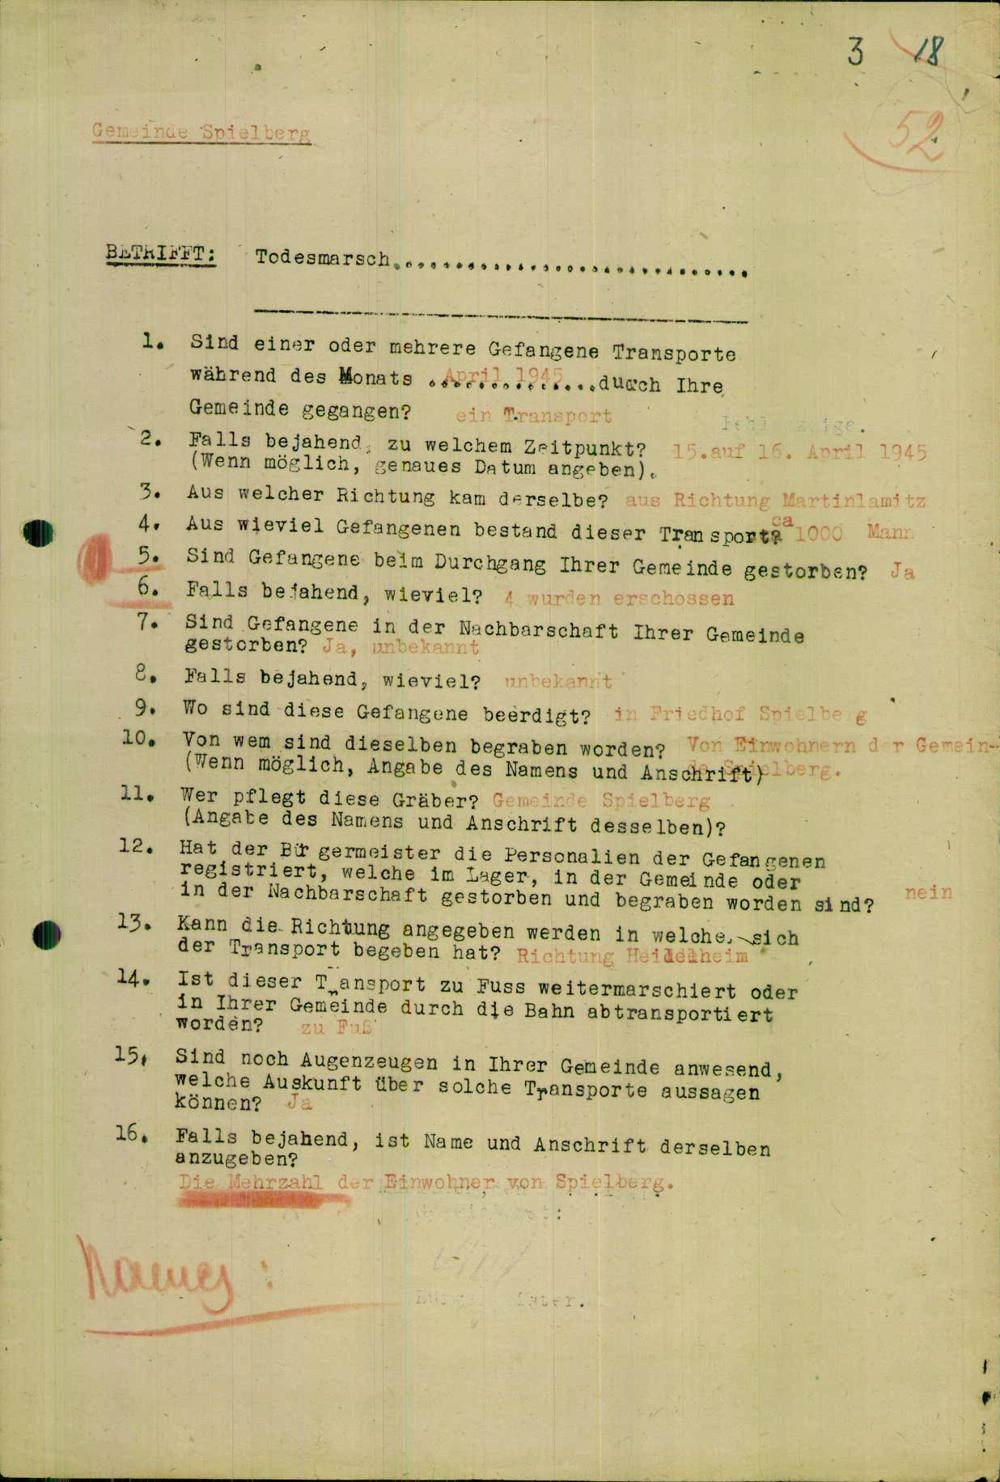 3 18
52
Gemeinde Spielberg
BETRIFFT: Todesmarsch..............................
1. Sind einer oder mehrere Gefangene Transporte
während des Monats ..April 1945....durch Ihre
Gemeinde gegangen? ein Transport
2. Falls bejahend, zu welchem Zeitpunkt? 15.auf 16. April 1945
(Wenn möglich, genaues Datum angeben).
3. Aus welcher Richtung kam derselbe? aus Richtung Martinlamitz
4. Aus wieviel Gefangenen bestand dieser Transport? ca 1000 Mann
5. Sind Gefangene beim Durchgang Ihrer Gemeinde gestorben? Ja
6. Falls bejahend, wieviel? 4 wurden erschossen
7. Sind Gefangene in der Nachbarschaft Ihrer Gemeinde
gestorben? Ja, unbekannt
8. Falls bejahend, wieviel? unbekannt
9. Wo sind diese Gefangene beerdigt? in Friedhof Spielbe g
10. Von wem sind dieselben begraben worden? Von Einwohnern d r Gemein-
(Wenn möglich, Angabe des Namens und Anschrift) de Spielberg.
11. Wer pflegt diese Gräber? Gemeinde Spielberg
(Angabe des Namens und Anschrift desselben)?
12. Hat der Bürgermeister die Personalien der Gefangenen
registriert, welche im Lager, in der Gemeinde oder
in der Nachbarschaft gestorben und begraben worden sind? nein
13. Kann die Richtung angegeben werden in welche sich
der Transport begeben hat? Richtung Heidelheim
14. Ist dieser Transport zu Fuss weitermarschiert oder
in Ihrer Gemeinde durch die Bahn abtransportiert
worden? zu Fuß
15. Sind noch Augenzeugen in Ihrer Gemeinde anwesend,
welche Auskunft über solche Transporte aussagen
können? Ja
16. Falls bejahend, ist Name und Anschrift derselben
anzugeben?
Die Mehrzahl der Einwohner von Spielberg.
Names: